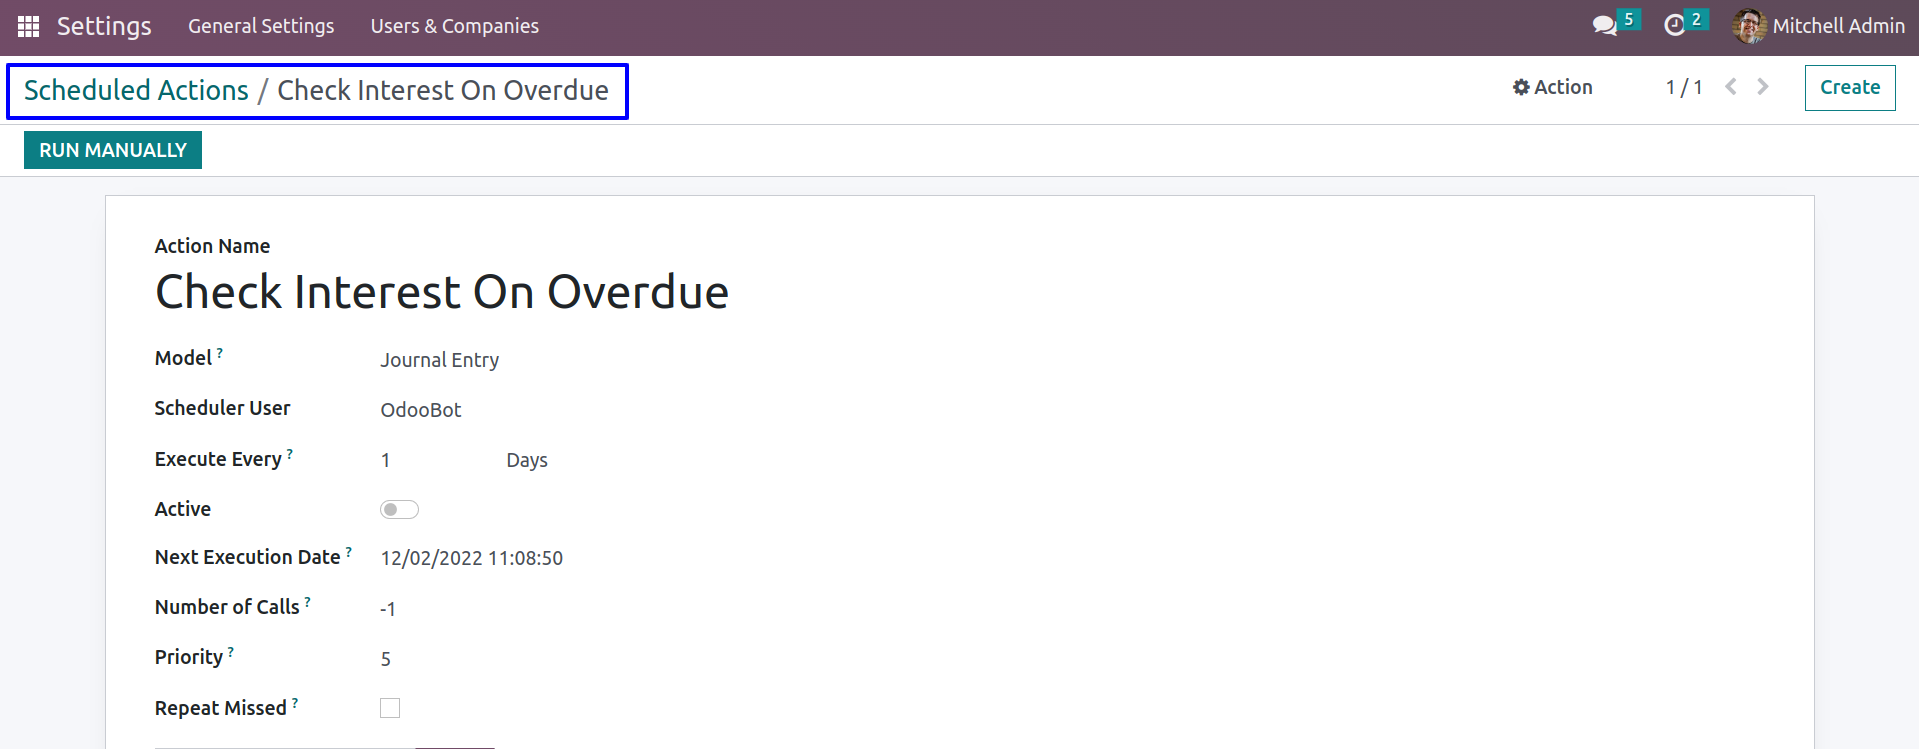 Settings General Settings Users & Companies 5 2 Mitchell Admin
Scheduled Actions / Check Interest On Overdue Action 1 / 1 Create
RUN MANUALLY
Action Name
Check Interest On Overdue
Model ? Journal Entry
Scheduler User OdooBot
Execute Every ? 1 Days
Active
Next Execution Date ? 12/02/2022 11:08:50
Number of Calls ? -1
Priority ? 5
Repeat Missed ?